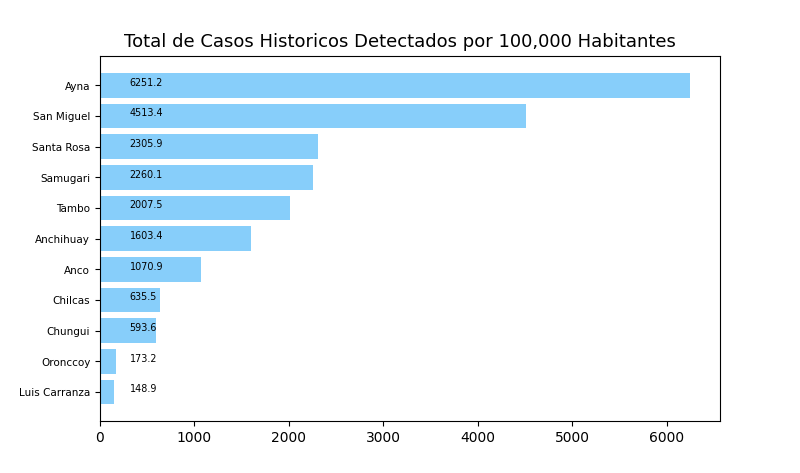 Total de Casos Historicos Detectados por 100,000 Habitantes
Ayna 6251.2
San Miguel 4513.4
Santa Rosa 2305.9
Samugari 2260.1
Tambo 2007.5
Anchihuay 1603.4
Anco 1070.9
Chilcas 635.5
Chungui 593.6
Oronccoy 173.2
Luis Carranza 148.9
0 1000 2000 3000 4000 5000 6000